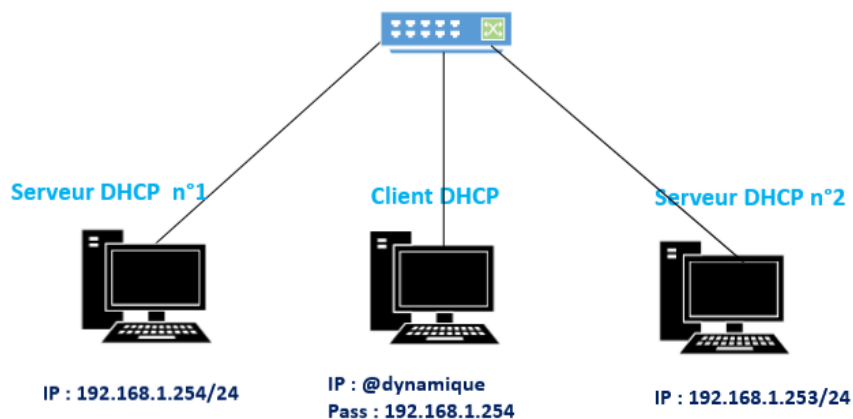 Serveur DHCP n°1
Client DHCP
Serveur DHCP n°2
IP : 192.168.1.254/24
IP : @dynamique
Pass : 192.168.1.254
IP : 192.168.1.253/24